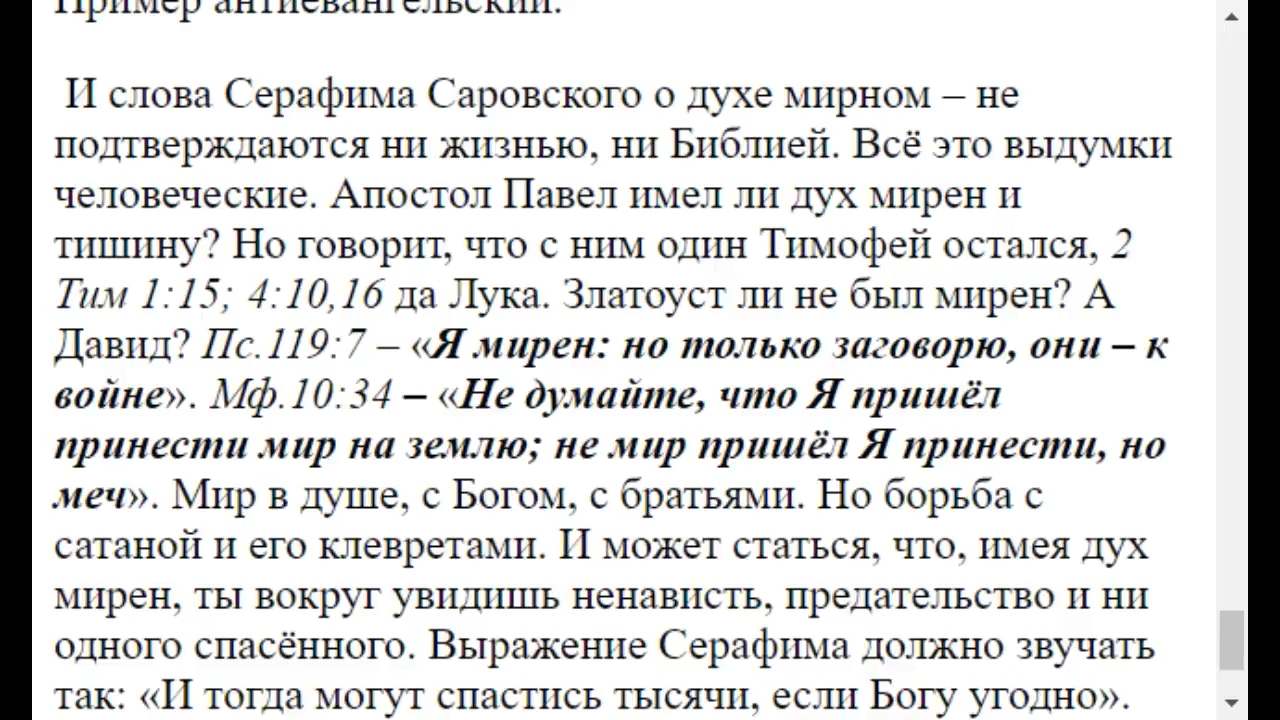 Пример антиевангельский.
И слова Серафима Саровского о духе мирном – не
подтверждаются ни жизнью, ни Библией. Всё это выдумки
человеческие. Апостол Павел имел ли дух мирен и
тишину? Но говорит, что с ним один Тимофей остался, 2
Тим 1:15; 4:10,16 да Лука. Златоуст ли не был мирен? А
Давид? Пс.119:7 – «Я мирен: но только заговорю, они – к
войне». Мф.10:34 – «Не думайте, что Я пришёл
принести мир на землю; не мир пришёл Я принести, но
меч». Мир в душе, с Богом, с братьями. Но борьба с
сатаной и его клевретами. И может статься, что, имея дух
мирен, ты вокруг увидишь ненависть, предательство и ни
одного спасённого. Выражение Серафима должно звучать
так: «И тогда могут спастись тысячи, если Богу угодно».